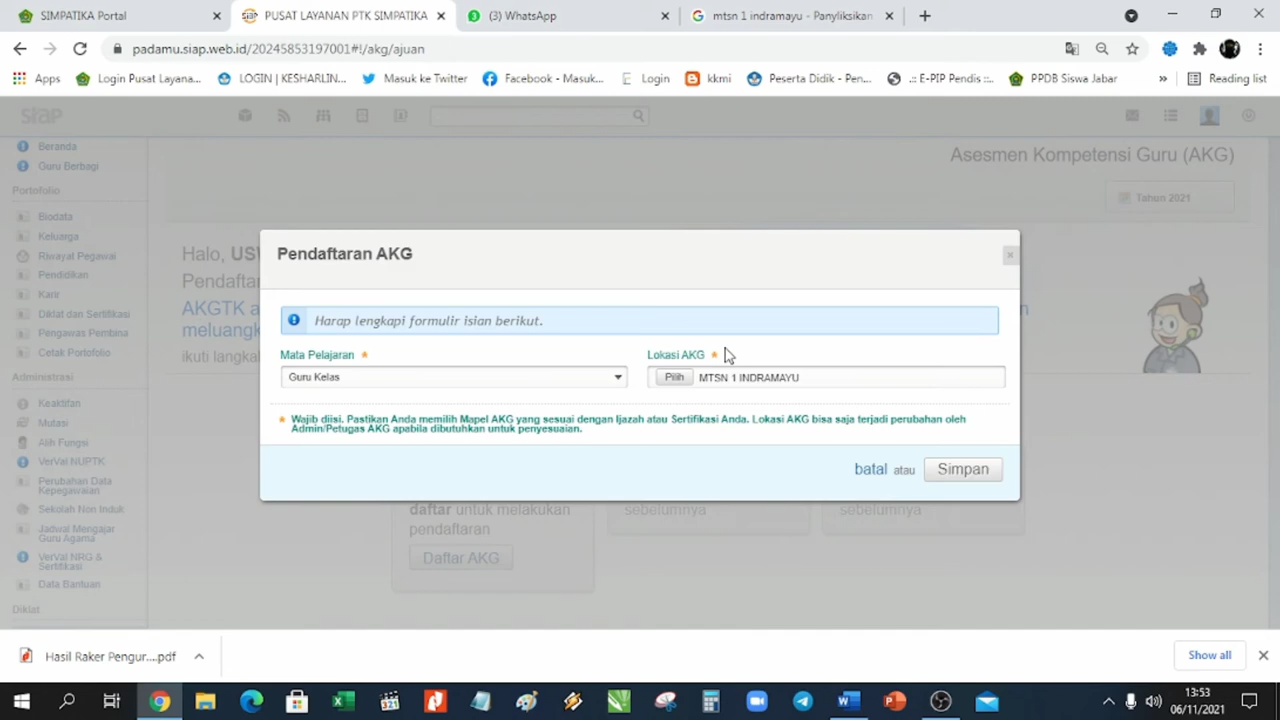 SIMPATIKA Portal
PUSAT LAYANAN PTK SIMPATIKA
(3) WhatsApp
mtsn 1 indramayu - Panyliksikan
padamu.siap.web.id/20245853197001#!/akg/ajuan
Apps
Login Pusat Layana...
LOGIN | KESHARLIN...
Masuk ke Twitter
Facebook - Masuk...
Login
kkmi
Peserta Didik - Pen...
.:: E-PIP Pendis ::..
PPDB Siswa Jabar
»
Reading list
siap
Beranda
Guru Berbagi
Portofolio
Biodata
Keluarga
Riwayat Pegawai
Pendidikan
Karir
Diklat dan Sertifikasi
Pengawas Pembina
Cetak Portofolio
Administrasi
Keaktifan
Mutasi
Alih Fungsi
VerVal NUPTK
Perubahan Data
Kepegawaian
Sekolah Non Induk
Jadwal Mengajar
Guru Agama
VerVal NRG &
Sertifikasi
Data Bantuan
Diklat
Asesmen Kompetensi Guru (AKG)
Tahun 2021
Halo,
Pendaftaran AKG
Harap lengkapi formulir isian berikut.
Mata Pelajaran *
Lokasi AKG *
Guru Kelas
Pilih MTSN 1 INDRAMAYU
* Wajib diisi. Pastikan Anda memilih Mapel AKG yang sesuai dengan Ijazah atau Sertifikasi Anda. Lokasi AKG bisa saja terjadi perubahan oleh
Admin/Petugas AKG apabila dibutuhkan untuk penyesuaian.
batal atau Simpan
daftar untuk melakukan
pendaftaran
Daftar AKG
sebelumnya
sebelumnya
Hasil Raker Pengur....pdf
Show all
13:53
06/11/2021